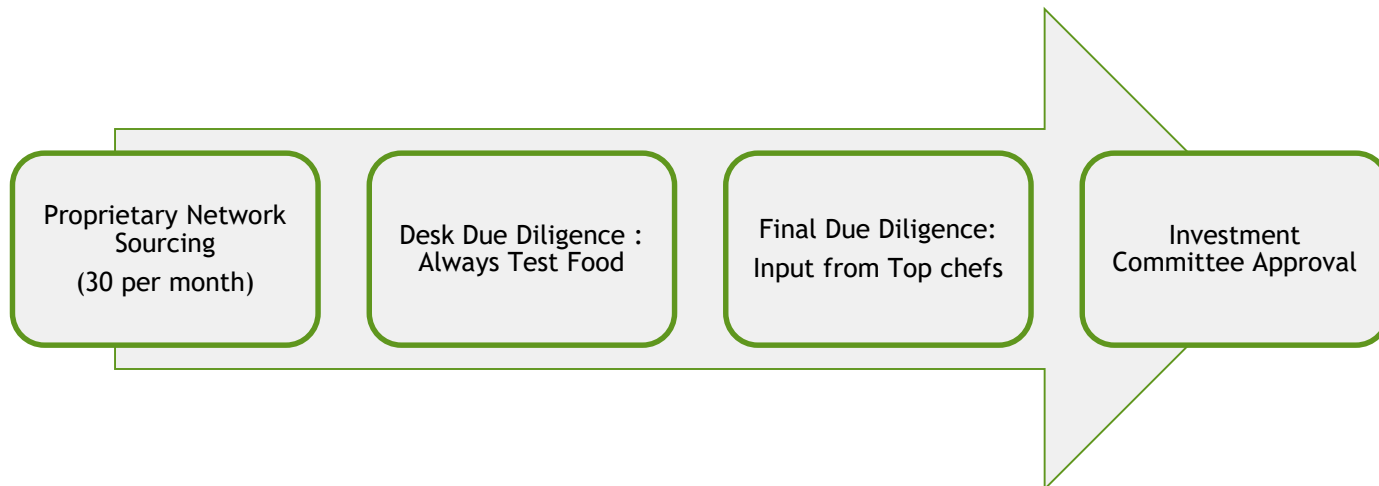 Proprietary Network
Sourcing
(30 per month)
Desk Due Diligence :
Always Test Food
Final Due Diligence:
Input from Top chefs
Investment
Committee Approval